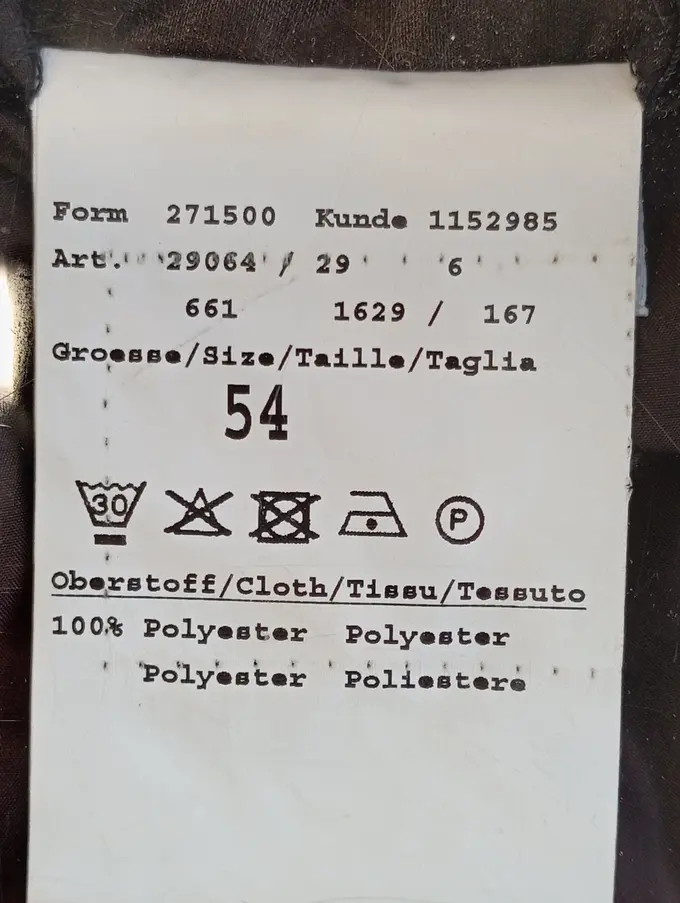 Form 271500 Kunde 1152985
Art. 29064 / 29 6
661 1629 / 167
Groesse/Size/Taille/Taglia
54
30 P
Oberstoff/Cloth/Tissu/Tessuto
100% Polyester Polyester
Polyester Poliestere